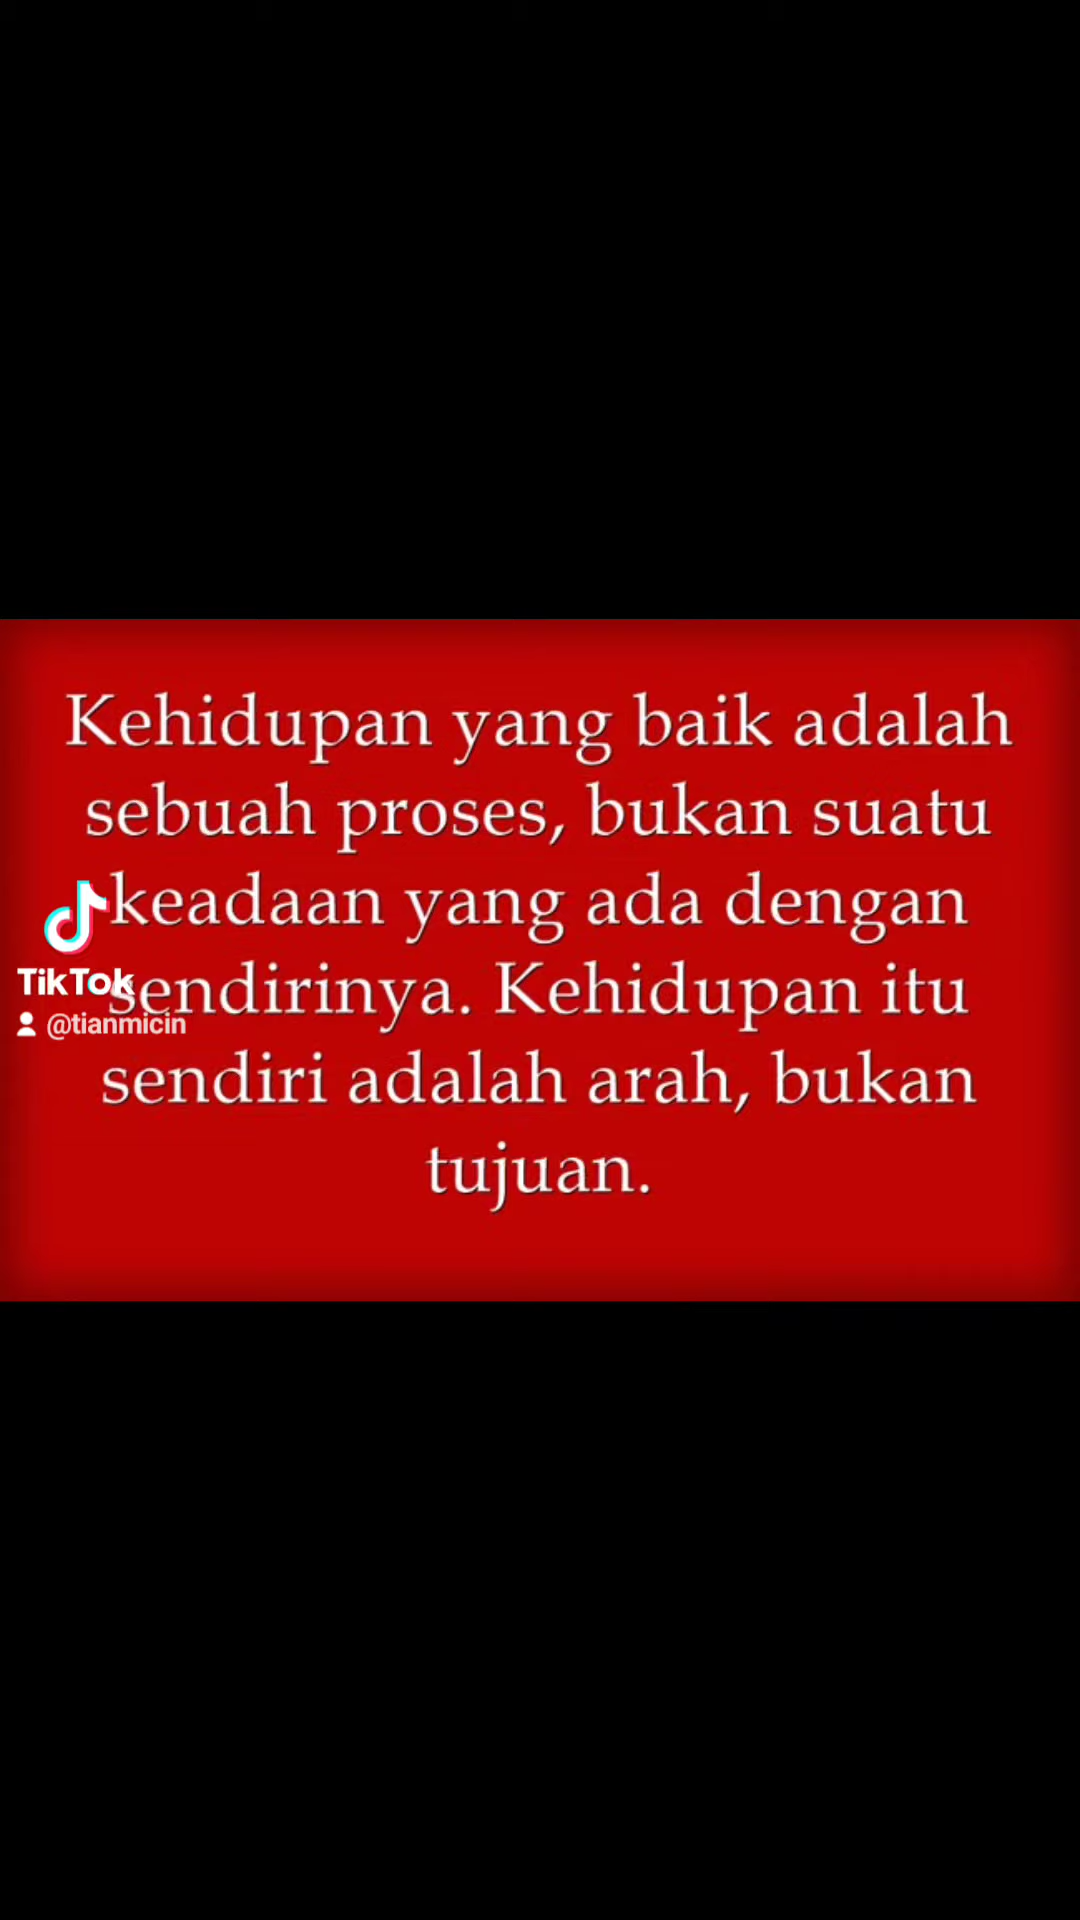 Kehidupan yang baik adalah
sebuah proses, bukan suatu
keadaan yang ada dengan
sendirinya. Kehidupan itu
sendiri adalah arah, bukan
tujuan.
TikTok
@tianmicin